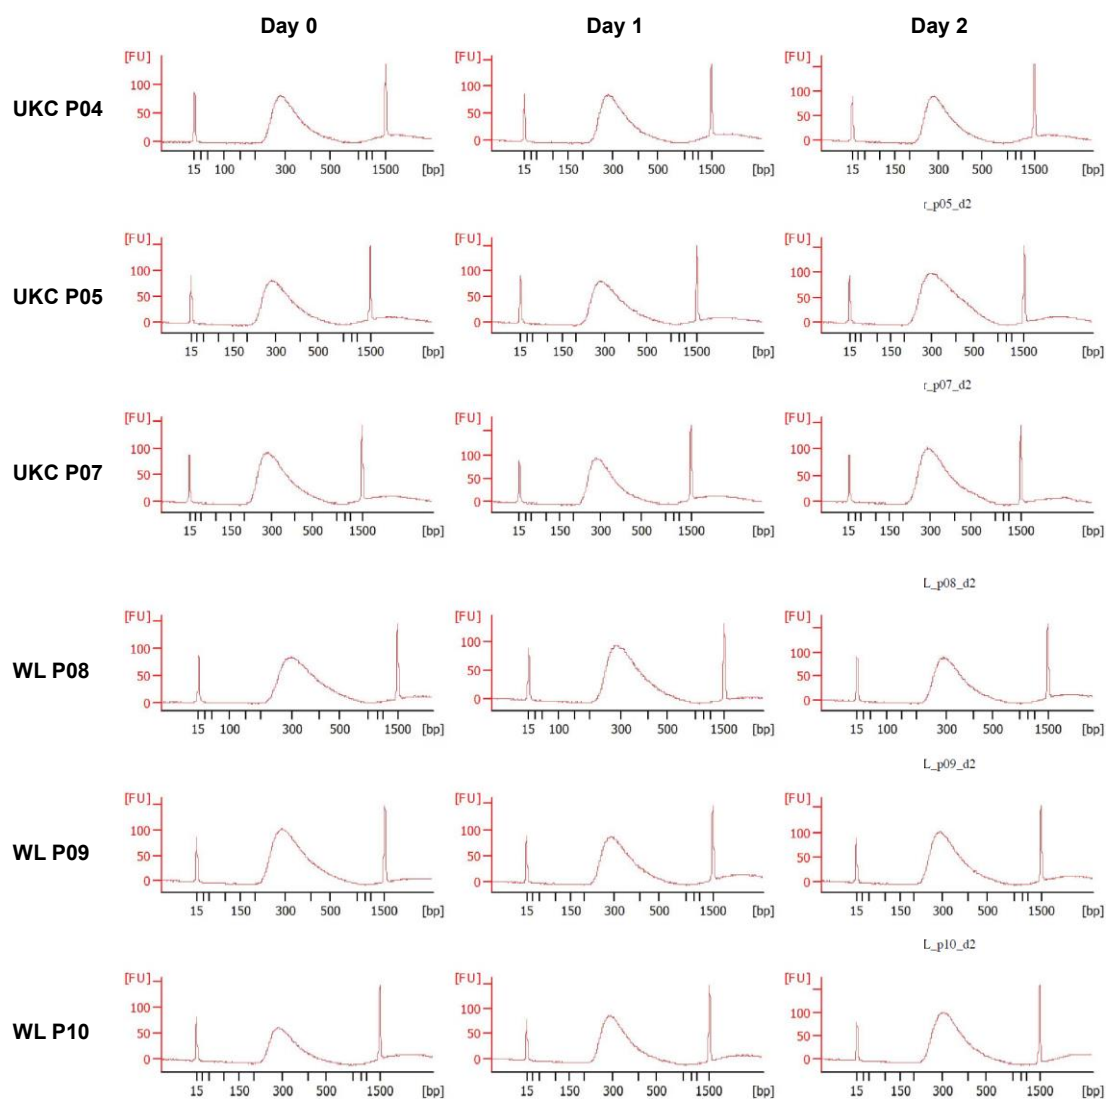 Day 0 Day 1 Day 2
[FU] [FU] [FU]
UKC P04
100 100 100
50 50 50
0 0 0
15 100 300 500 1500 [bp] 15 150 300 500 1500 [bp] 15 150 300 500 1500 [bp]
r_p05_d2
[FU] [FU] [FU]
UKC P05
100 100 100
50 50 50
0 0 0
15 150 300 500 1500 [bp] 15 150 300 500 1500 [bp] 15 150 300 500 1500 [bp]
r_p07_d2
[FU] [FU] [FU]
UKC P07
100 100 100
50 50 50
0 0 0
15 150 300 500 1500 [bp] 15 150 300 500 1500 [bp] 15 150 300 500 1500 [bp]
L_p08_d2
[FU] [FU] [FU]
WL P08
100 100 100
50 50 50
0 0 0
15 100 300 500 1500 [bp] 15 100 300 500 1500 [bp] 15 100 300 500 1500 [bp]
L_p09_d2
[FU] [FU] [FU]
WL P09
100 100 100
50 50 50
0 0 0
15 150 300 500 1500 [bp] 15 150 300 500 1500 [bp] 15 150 300 500 1500 [bp]
L_p10_d2
[FU] [FU] [FU]
WL P10
100 100 100
50 50 50
0 0 0
15 150 300 500 1500 [bp] 15 150 300 500 1500 [bp] 15 150 300 500 1500 [bp]